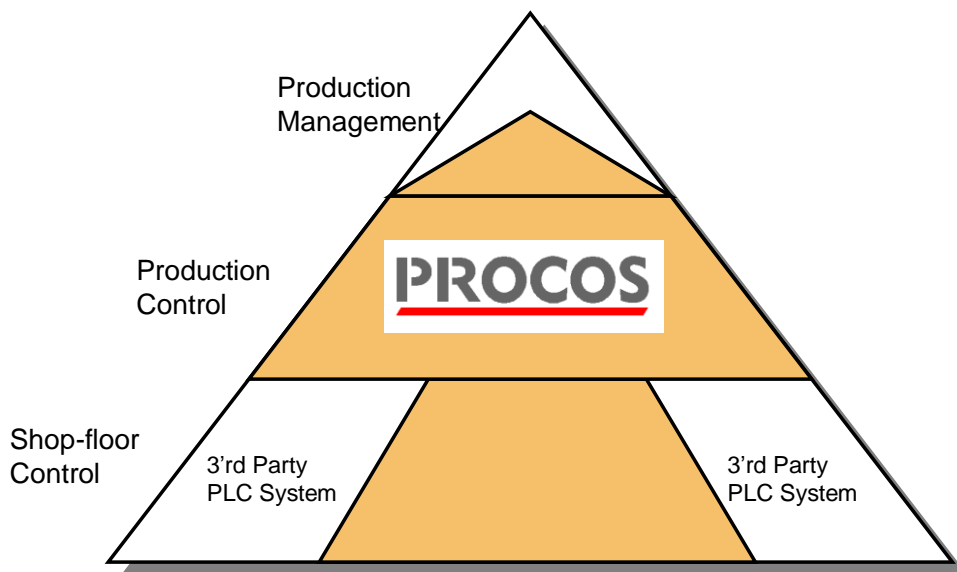 Production
Management
Production
Control
PROCOS
Shop-floor
Control
3’rd Party
PLC System
3’rd Party
PLC System